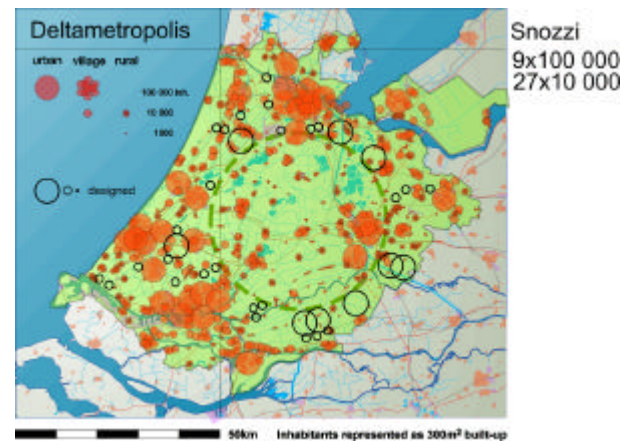 Deltametropolis
urban village rural
100 000 inh.
10 000
1000
designed
Snozzi
9x100 000
27x10 000
50km Inhabitants represented as 300m² built-up